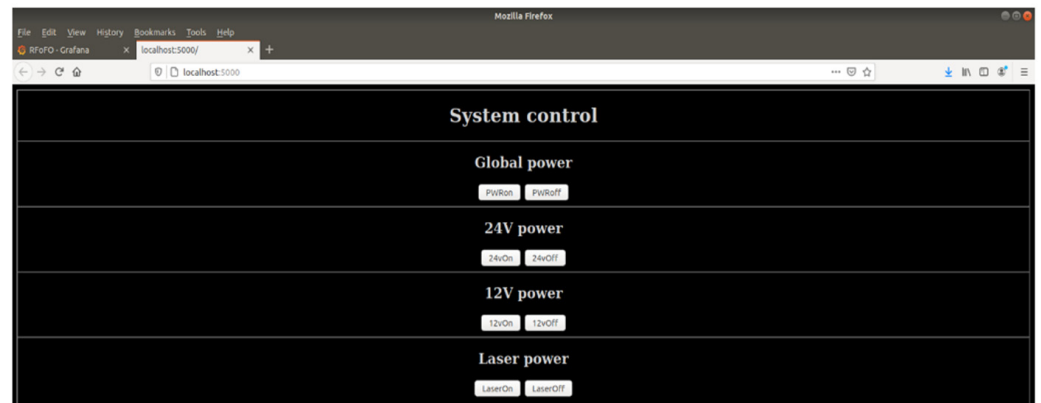 Mozilla Firefox
File Edit View History Bookmarks Tools Help
RFoFO - Grafana × localhost:5000/ × +
localhost:5000
System control
Global power
PWRon PWRoff
24V power
24vOn 24vOff
12V power
12vOn 12vOff
Laser power
LaserOn LaserOff